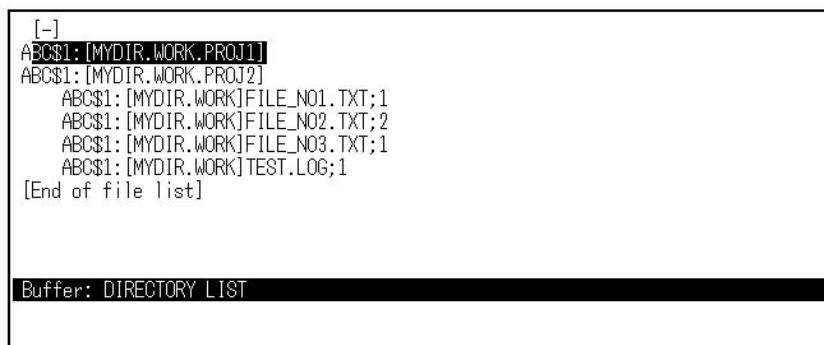 [-]
ABC$1:[MYDIR.WORK.PROJ1]
ABC$1:[MYDIR.WORK.PROJ2]
ABC$1:[MYDIR.WORK]FILE_NO1.TXT;1
ABC$1:[MYDIR.WORK]FILE_NO2.TXT;2
ABC$1:[MYDIR.WORK]FILE_NO3.TXT;1
ABC$1:[MYDIR.WORK]TEST.LOG;1
[End of file list]
Buffer: DIRECTORY LIST